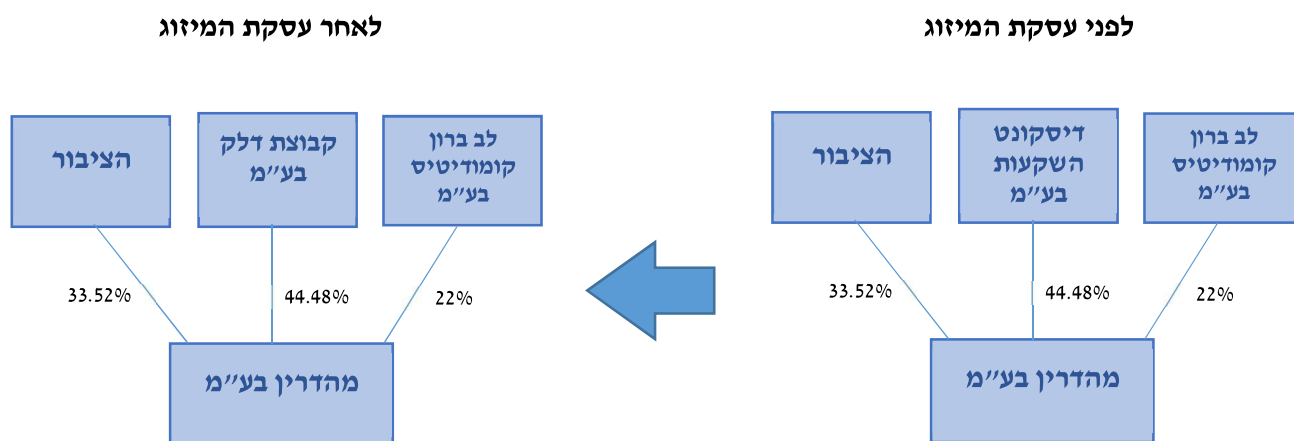 לפני עסקת המיזוג
לב ברון
קומודיטיס
בע״מ
דיסקונט
השקעות
בע״מ
הציבור
22%
44.48%
33.52%
מהדרין בע״מ
לאחר עסקת המיזוג
לב ברון
קומודיטיס
בע״מ
קבוצת דלק
בע״מ
הציבור
22%
44.48%
33.52%
מהדרין בע״מ